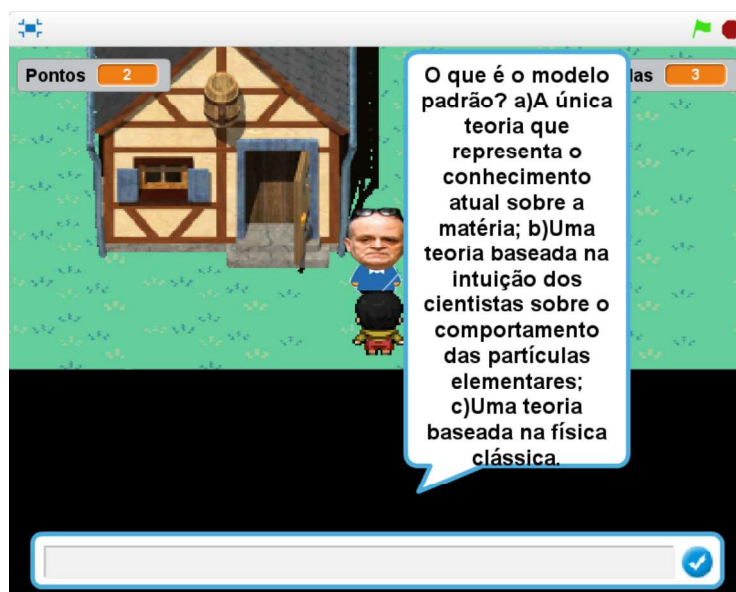 Pontos 2
las 3
O que é o modelo
padrão? a)A única
teoria que
representa o
conhecimento
atual sobre a
matéria; b)Uma
teoria baseada na
intuição dos
cientistas sobre o
comportamento
das partículas
elementares;
c)Uma teoria
baseada na física
clássica.